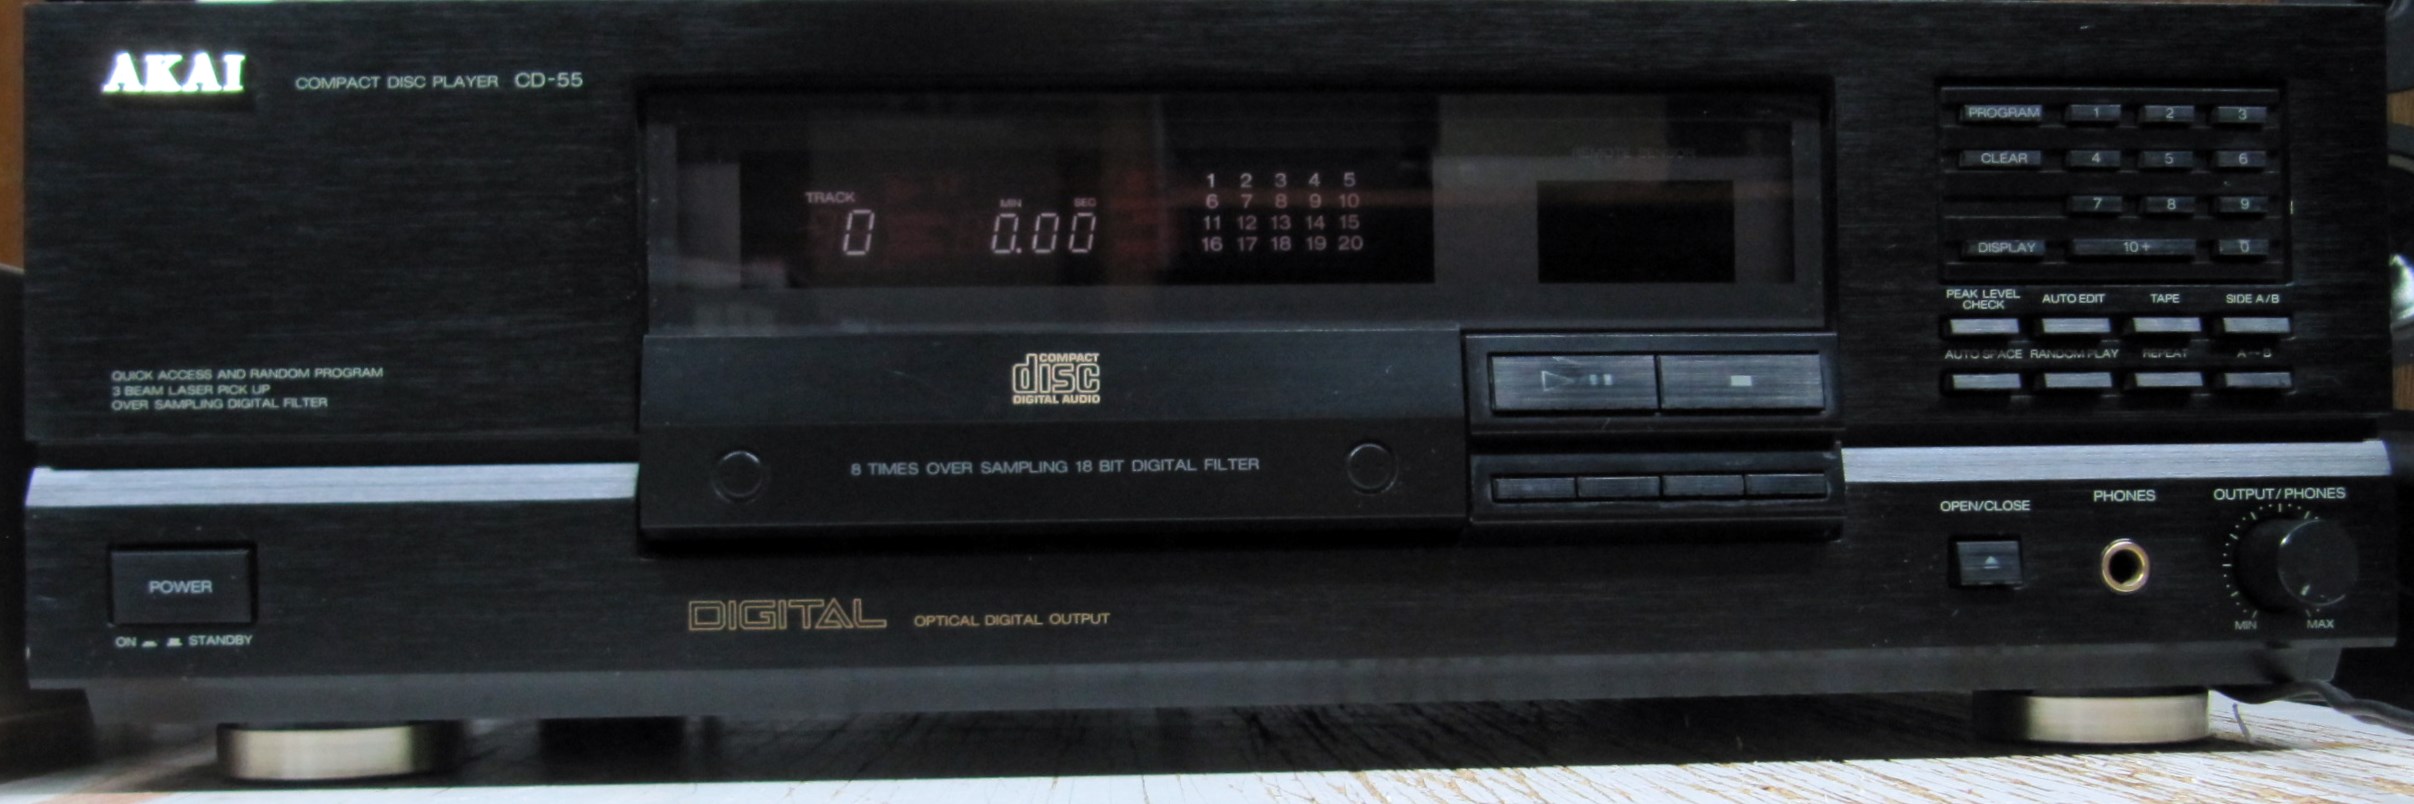 AKAI COMPACT DISC PLAYER CD-55
QUICK ACCESS AND RANDOM PROGRAM
3 BEAM LASER PICK UP
OVER SAMPLING DIGITAL FILTER
POWER
ON STANDBY
TRACK MIN SEC
0 0.00
1 2 3 4 5
6 7 8 9 10
11 12 13 14 15
16 17 18 19 20
COMPACT
disc
DIGITAL AUDIO
8 TIMES OVER SAMPLING 18 BIT DIGITAL FILTER
DIGITAL OPTICAL DIGITAL OUTPUT
PROGRAM 1 2 3
CLEAR 4 5 6
7 8 9
DISPLAY 10+ 0
PEAK LEVEL
CHECK AUTO EDIT TAPE SIDE A/B
AUTO SPACE RANDOM PLAY REPEAT A↔B
OPEN/CLOSE PHONES OUTPUT/PHONES
MIN MAX